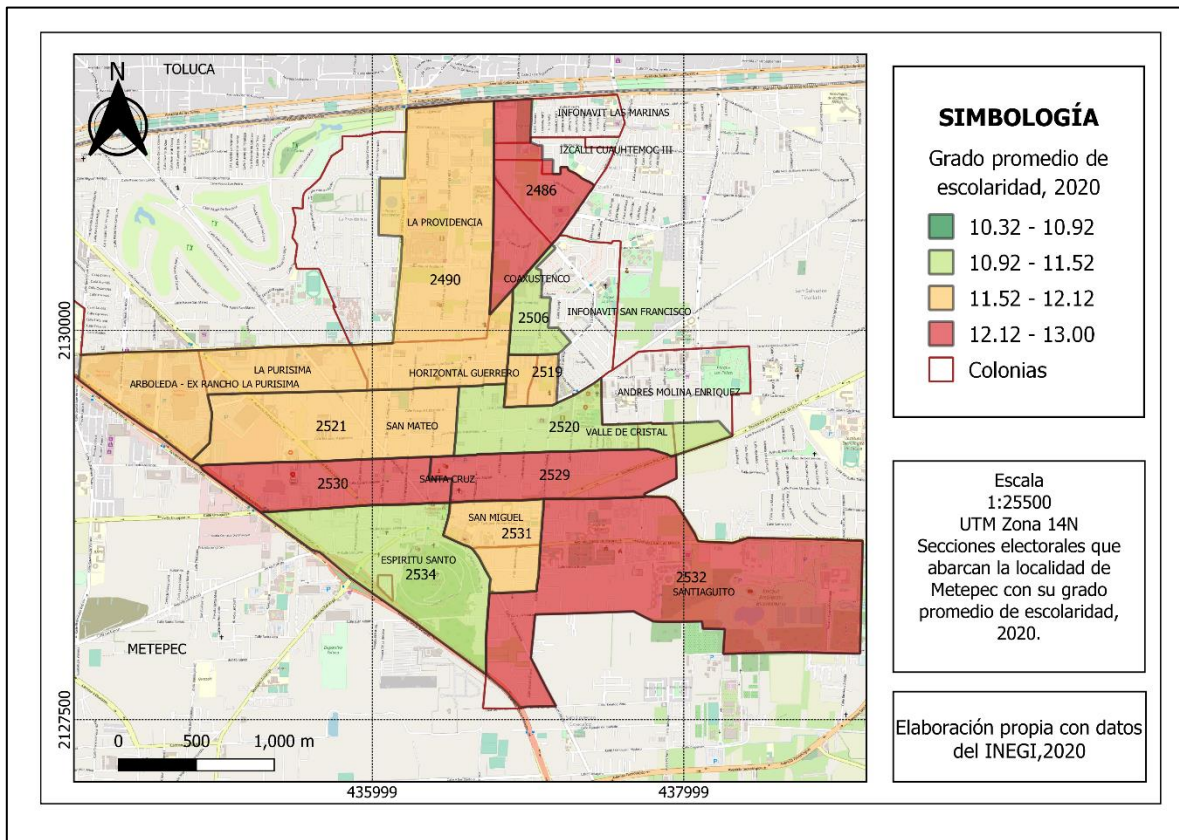 N
TOLUCA
INFONAVIT LAS MARINAS
IZCALLI CUAUHTEMOC III
2486
LA PROVIDENCIA
2490
COAXUSTENCO
2506
INFONAVIT SAN FRANCISCO
LA PURISIMA
HORIZONTAL GUERRERO
2519
ARBOLEDA - EX RANCHO LA PURISIMA
ANDRES MOLINA ENRIQUEZ
2521
SAN MATEO
2520
VALLE DE CRISTAL
2530
SANTA CRUZ
2529
SAN MIGUEL
2531
ESPIRITU SANTO
2534
2532
SANTIAGUITO
METEPEC
2130000
2127500
0 500 1,000 m
435999
437999
SIMBOLOGÍA
Grado promedio de
escolaridad, 2020
10.32 - 10.92
10.92 - 11.52
11.52 - 12.12
12.12 - 13.00
Colonias
Escala
1:25500
UTM Zona 14N
Secciones electorales que
abarcan la localidad de
Metepec con su grado
promedio de escolaridad,
2020.
Elaboración propia con datos
del INEGI,2020